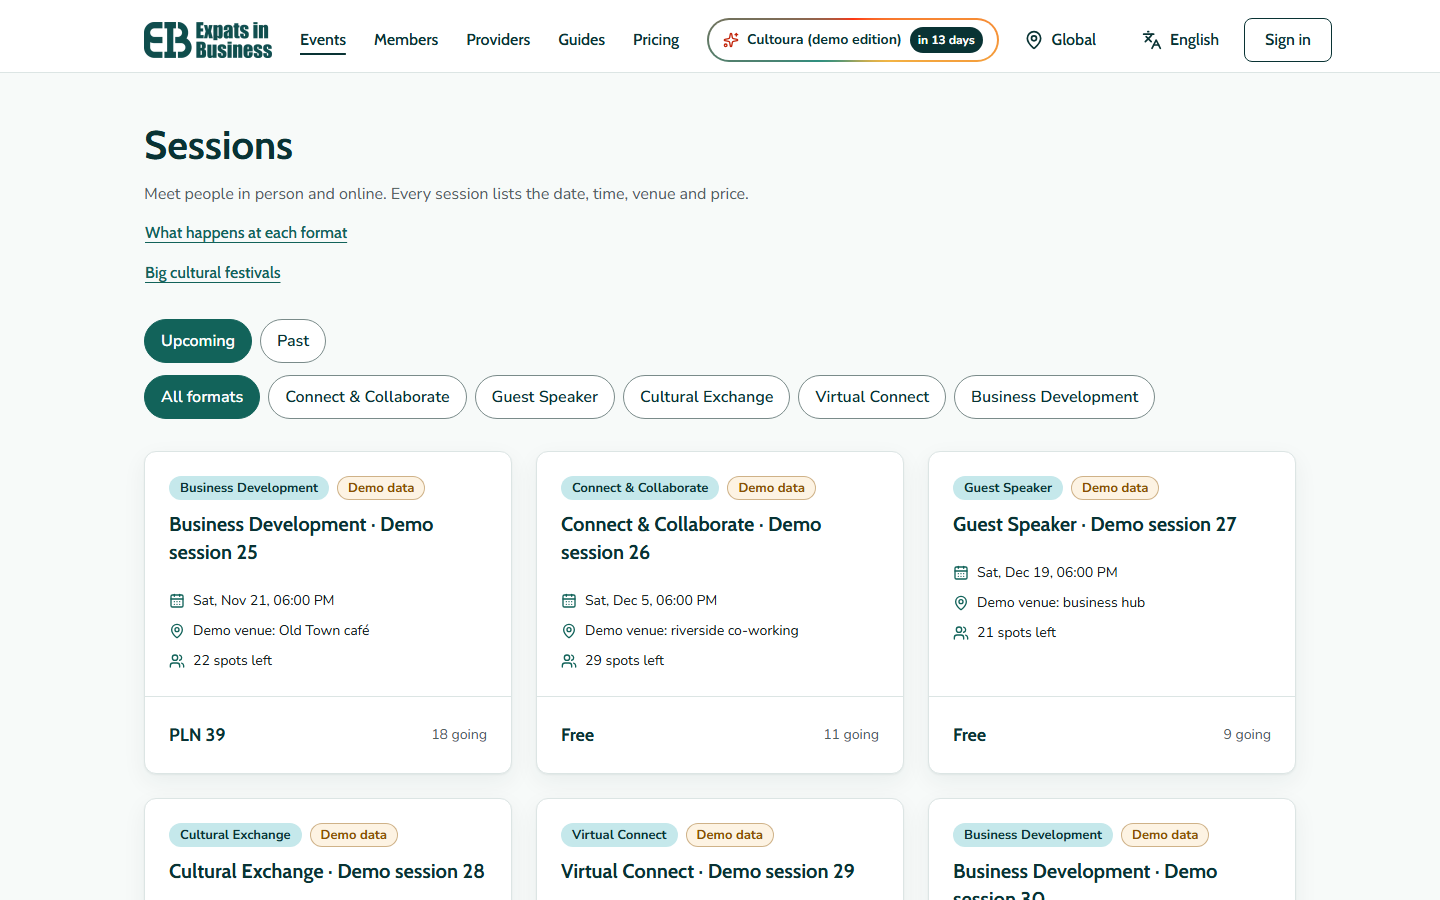 EIB Expats in Business
Events
Members
Providers
Guides
Pricing
Cultoura (demo edition) in 13 days
Global
English
Sign in
Sessions
Meet people in person and online. Every session lists the date, time, venue and price.
What happens at each format
Big cultural festivals
Upcoming
Past
All formats
Connect & Collaborate
Guest Speaker
Cultural Exchange
Virtual Connect
Business Development
Business Development
Demo data
Business Development · Demo
session 25
Sat, Nov 21, 06:00 PM
Demo venue: Old Town café
22 spots left
PLN 39
18 going
Connect & Collaborate
Demo data
Connect & Collaborate · Demo
session 26
Sat, Dec 5, 06:00 PM
Demo venue: riverside co-working
29 spots left
Free
11 going
Guest Speaker
Demo data
Guest Speaker · Demo session 27
Sat, Dec 19, 06:00 PM
Demo venue: business hub
21 spots left
Free
9 going
Cultural Exchange
Demo data
Cultural Exchange · Demo session 28
Virtual Connect
Demo data
Virtual Connect · Demo session 29
Business Development
Demo data
Business Development · Demo
session 30